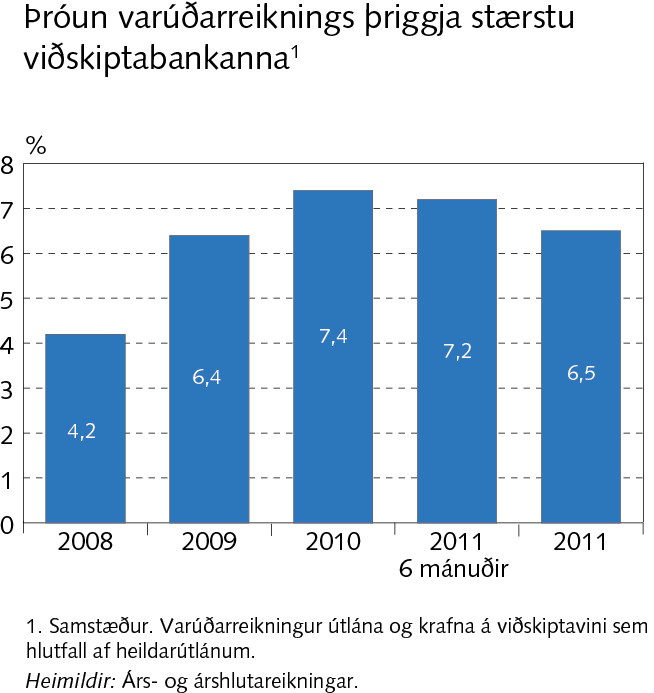 Þróun varúðarreiknings þriggja stærstu
viðskiptabankanna¹
%
8
7
6
5
4
3
2
1
0
4,2
6,4
7,4
7,2
6,5
2008 2009 2010 2011 2011
6 mánuðir
1. Samstæður. Varúðarreikningur útlána og krafna á viðskiptavini sem
hlutfall af heildarútlánum.
Heimildir: Árs- og árshlutareikningar.